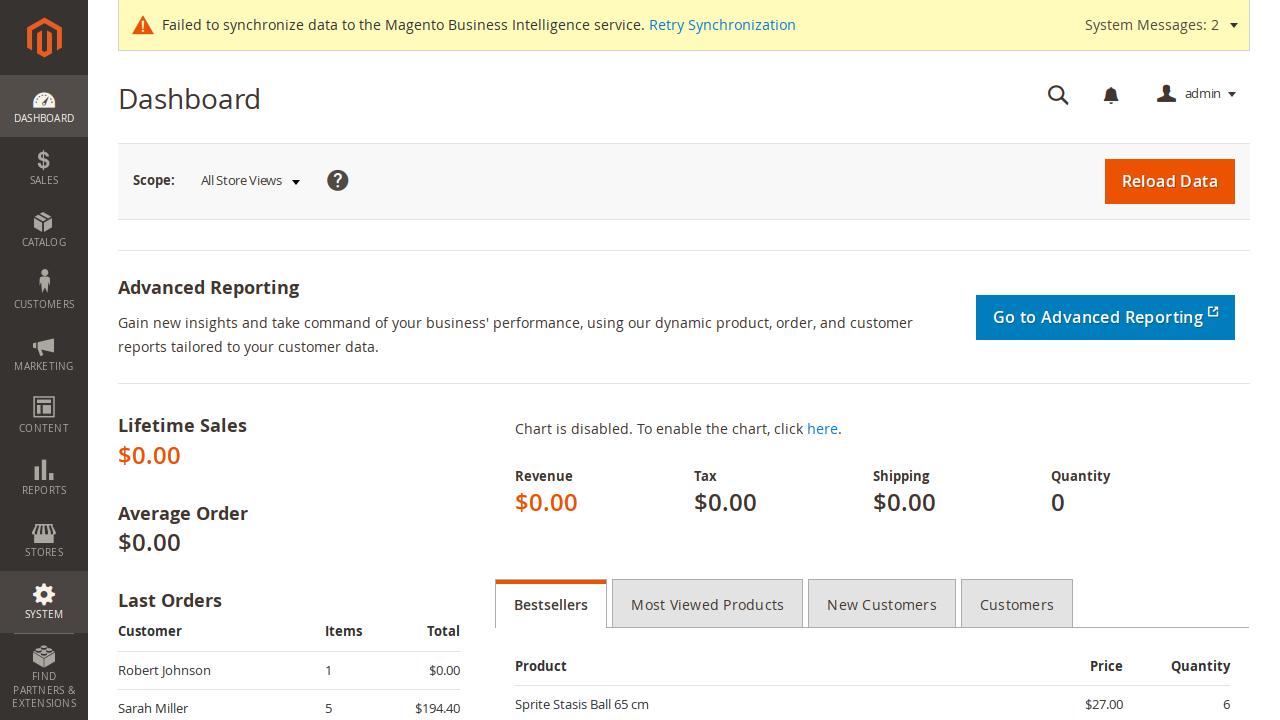 Failed to synchronize data to the Magento Business Intelligence service. Retry Synchronization
System Messages: 2
Dashboard
admin
DASHBOARD
SALES
CATALOG
CUSTOMERS
MARKETING
CONTENT
REPORTS
STORES
SYSTEM
FIND
PARTNERS &
EXTENSIONS
Scope: All Store Views ?
Reload Data
Advanced Reporting
Gain new insights and take command of your business' performance, using our dynamic product, order, and customer
reports tailored to your customer data.
Go to Advanced Reporting
Lifetime Sales
$0.00
Average Order
$0.00
Last Orders
Customer Items Total
Robert Johnson 1 $0.00
Sarah Miller 5 $194.40
Chart is disabled. To enable the chart, click here.
Revenue Tax Shipping Quantity
$0.00 $0.00 $0.00 0
Bestsellers Most Viewed Products New Customers Customers
Product Price Quantity
Sprite Stasis Ball 65 cm $27.00 6